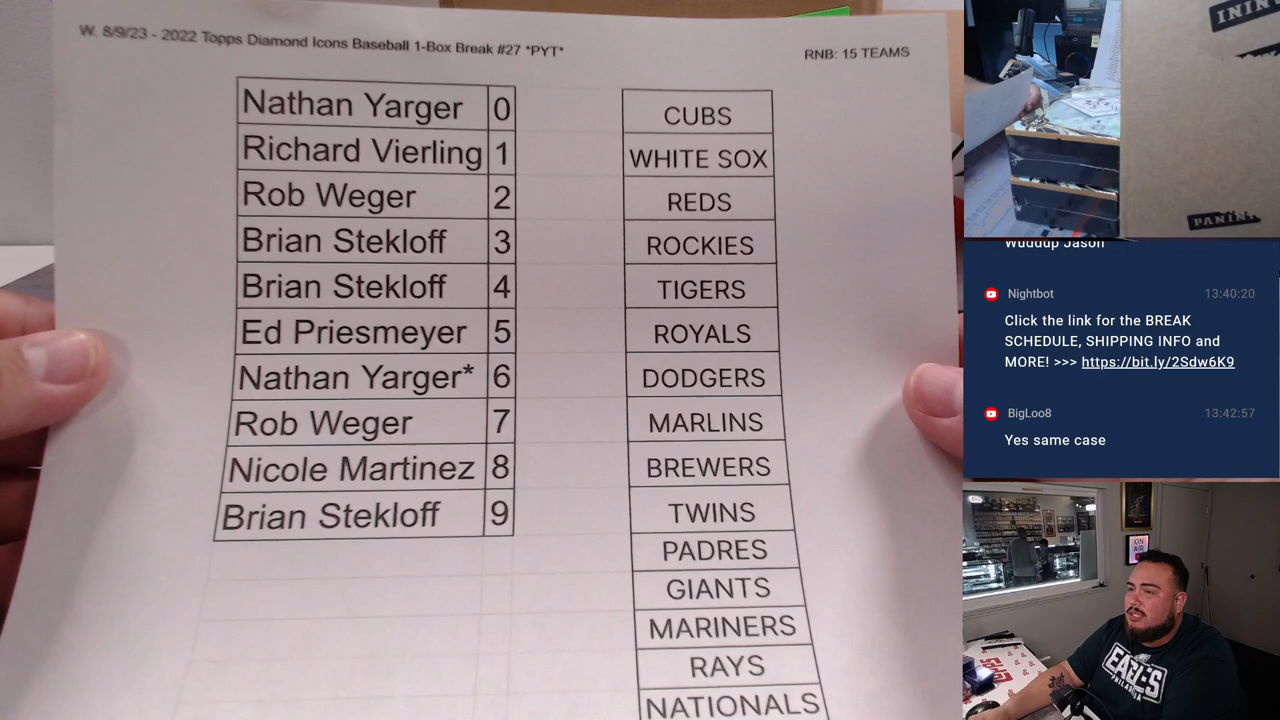 W. 8/9/23 - 2022 Topps Diamond Icons Baseball 1-Box Break #27 *PYT*
RNB: 15 TEAMS
Nathan Yarger 0
Richard Vierling 1
Rob Weger 2
Brian Stekloff 3
Brian Stekloff 4
Ed Priesmeyer 5
Nathan Yarger* 6
Rob Weger 7
Nicole Martinez 8
Brian Stekloff 9
CUBS
WHITE SOX
REDS
ROCKIES
TIGERS
ROYALS
DODGERS
MARLINS
BREWERS
TWINS
PADRES
GIANTS
MARINERS
RAYS
NATIONALS
PANINI
Wuddup Jason
Nightbot 13:40:20
Click the link for the BREAK
SCHEDULE, SHIPPING INFO and
MORE! >>> https://bit.ly/2Sdw6K9
BigLoo8 13:42:57
Yes same case
ON
AIR
EAGLES
PHILADELPHIA